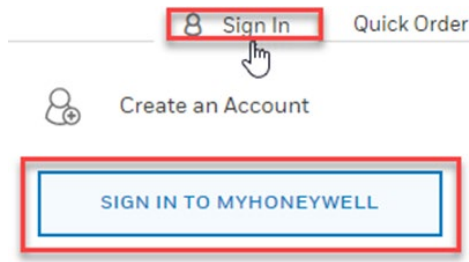 Sign In Quick Order
Create an Account
SIGN IN TO MYHONEYWELL